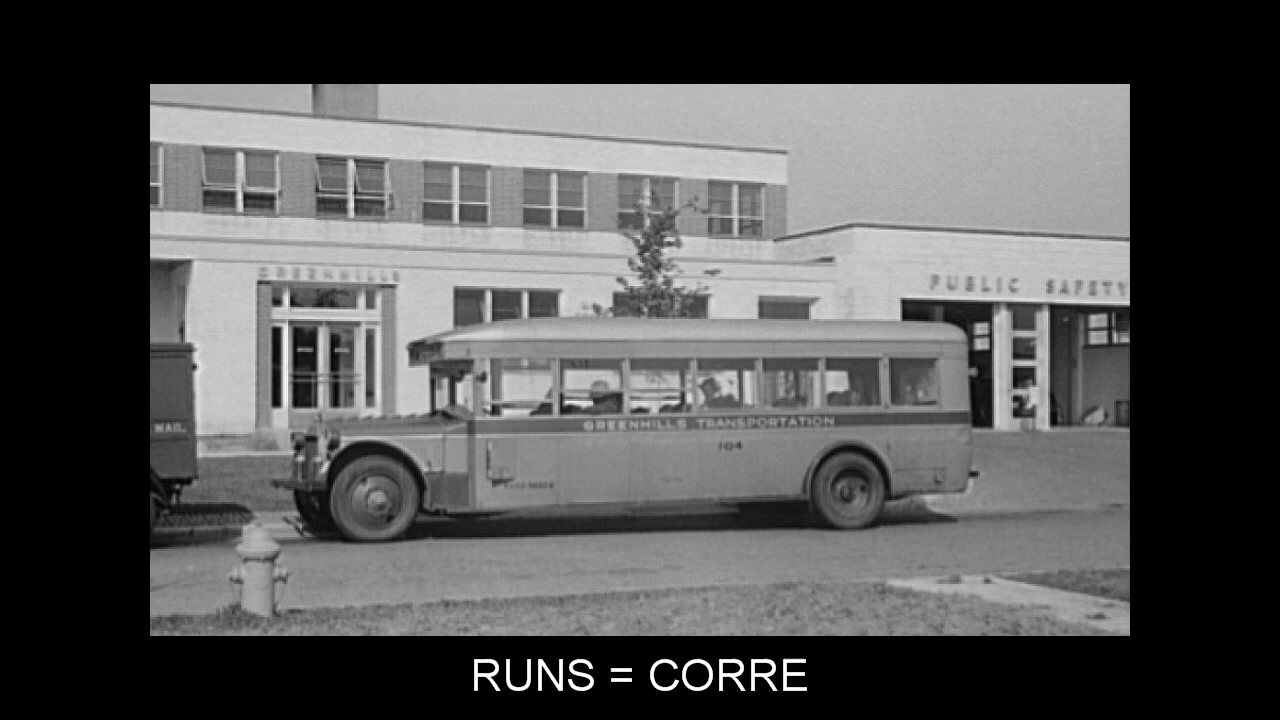 GREENHILLS
PUBLIC SAFETY
MAIL
GREENHILLS TRANSPORTATION
104
RUNS = CORRE